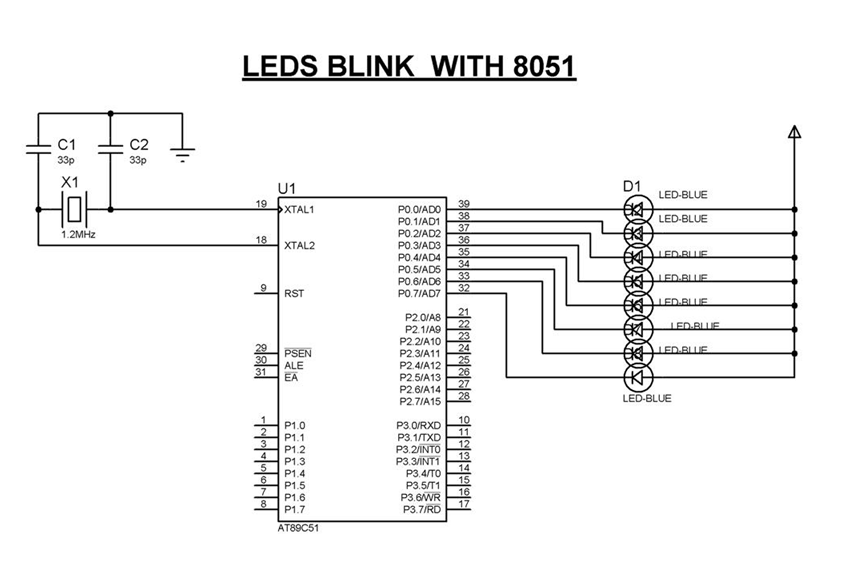 LEDS BLINK WITH 8051
C1
33p
C2
33p
X1
1.2MHz
U1
19 XTAL1
18 XTAL2
9 RST
29 PSEN
30 ALE
31 EA
1 P1.0
2 P1.1
3 P1.2
4 P1.3
5 P1.4
6 P1.5
7 P1.6
8 P1.7
P0.0/AD0 39
P0.1/AD1 38
P0.2/AD2 37
P0.3/AD3 36
P0.4/AD4 35
P0.5/AD5 34
P0.6/AD6 33
P0.7/AD7 32
P2.0/A8 21
P2.1/A9 22
P2.2/A10 23
P2.3/A11 24
P2.4/A12 25
P2.5/A13 26
P2.6/A14 27
P2.7/A15 28
P3.0/RXD 10
P3.1/TXD 11
P3.2/INT0 12
P3.3/INT1 13
P3.4/T0 14
P3.5/T1 15
P3.6/WR 16
P3.7/RD 17
AT89C51
D1
LED-BLUE
LED-BLUE
LED-BLUE
LED-BLUE
LED-BLUE
LED-BLUE
LED-BLUE
LED-BLUE